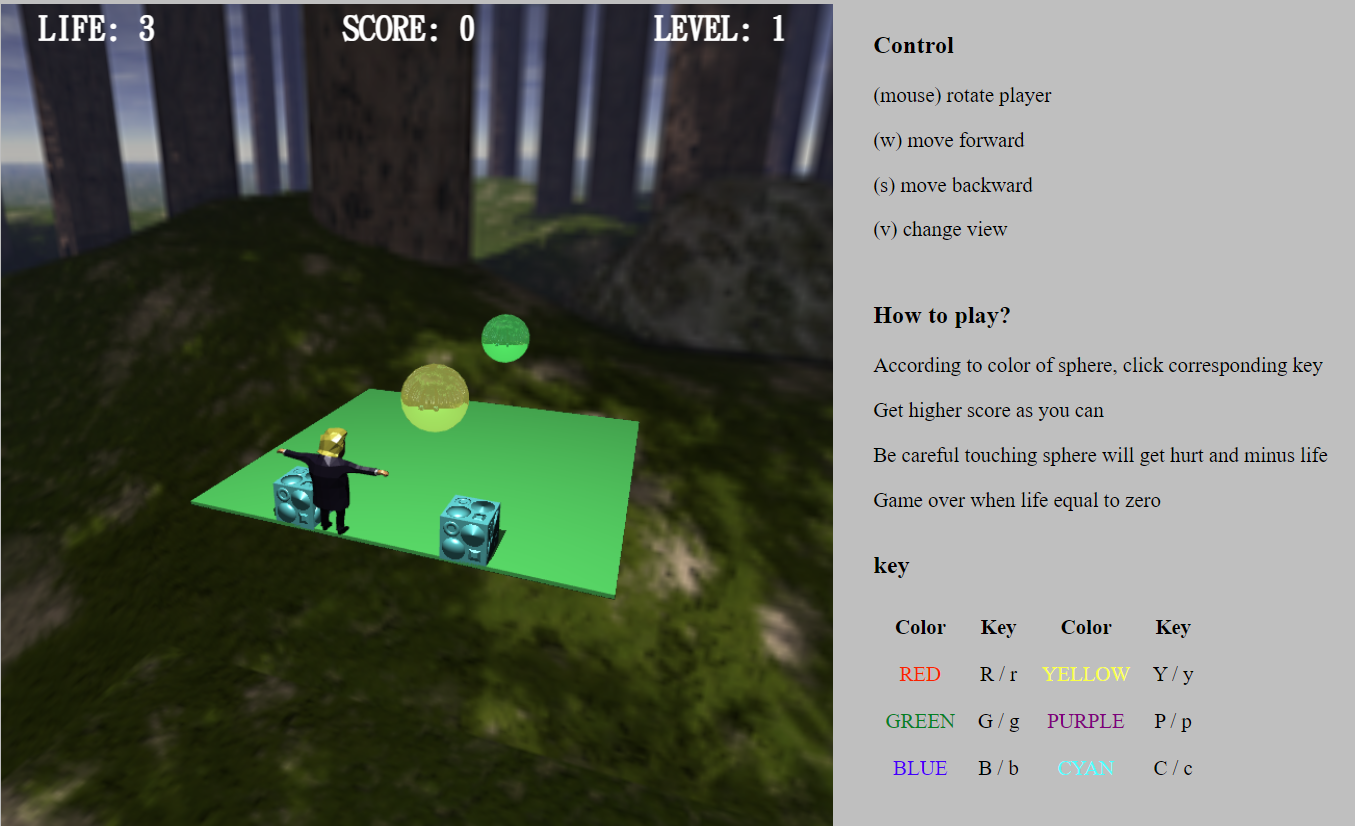 LIFE: 3 SCORE: 0 LEVEL: 1
Control
(mouse) rotate player
(w) move forward
(s) move backward
(v) change view
How to play?
According to color of sphere, click corresponding key
Get higher score as you can
Be careful touching sphere will get hurt and minus life
Game over when life equal to zero
key
Color Key Color Key
RED R / r YELLOW Y / y
GREEN G / g PURPLE P / p
BLUE B / b CYAN C / c